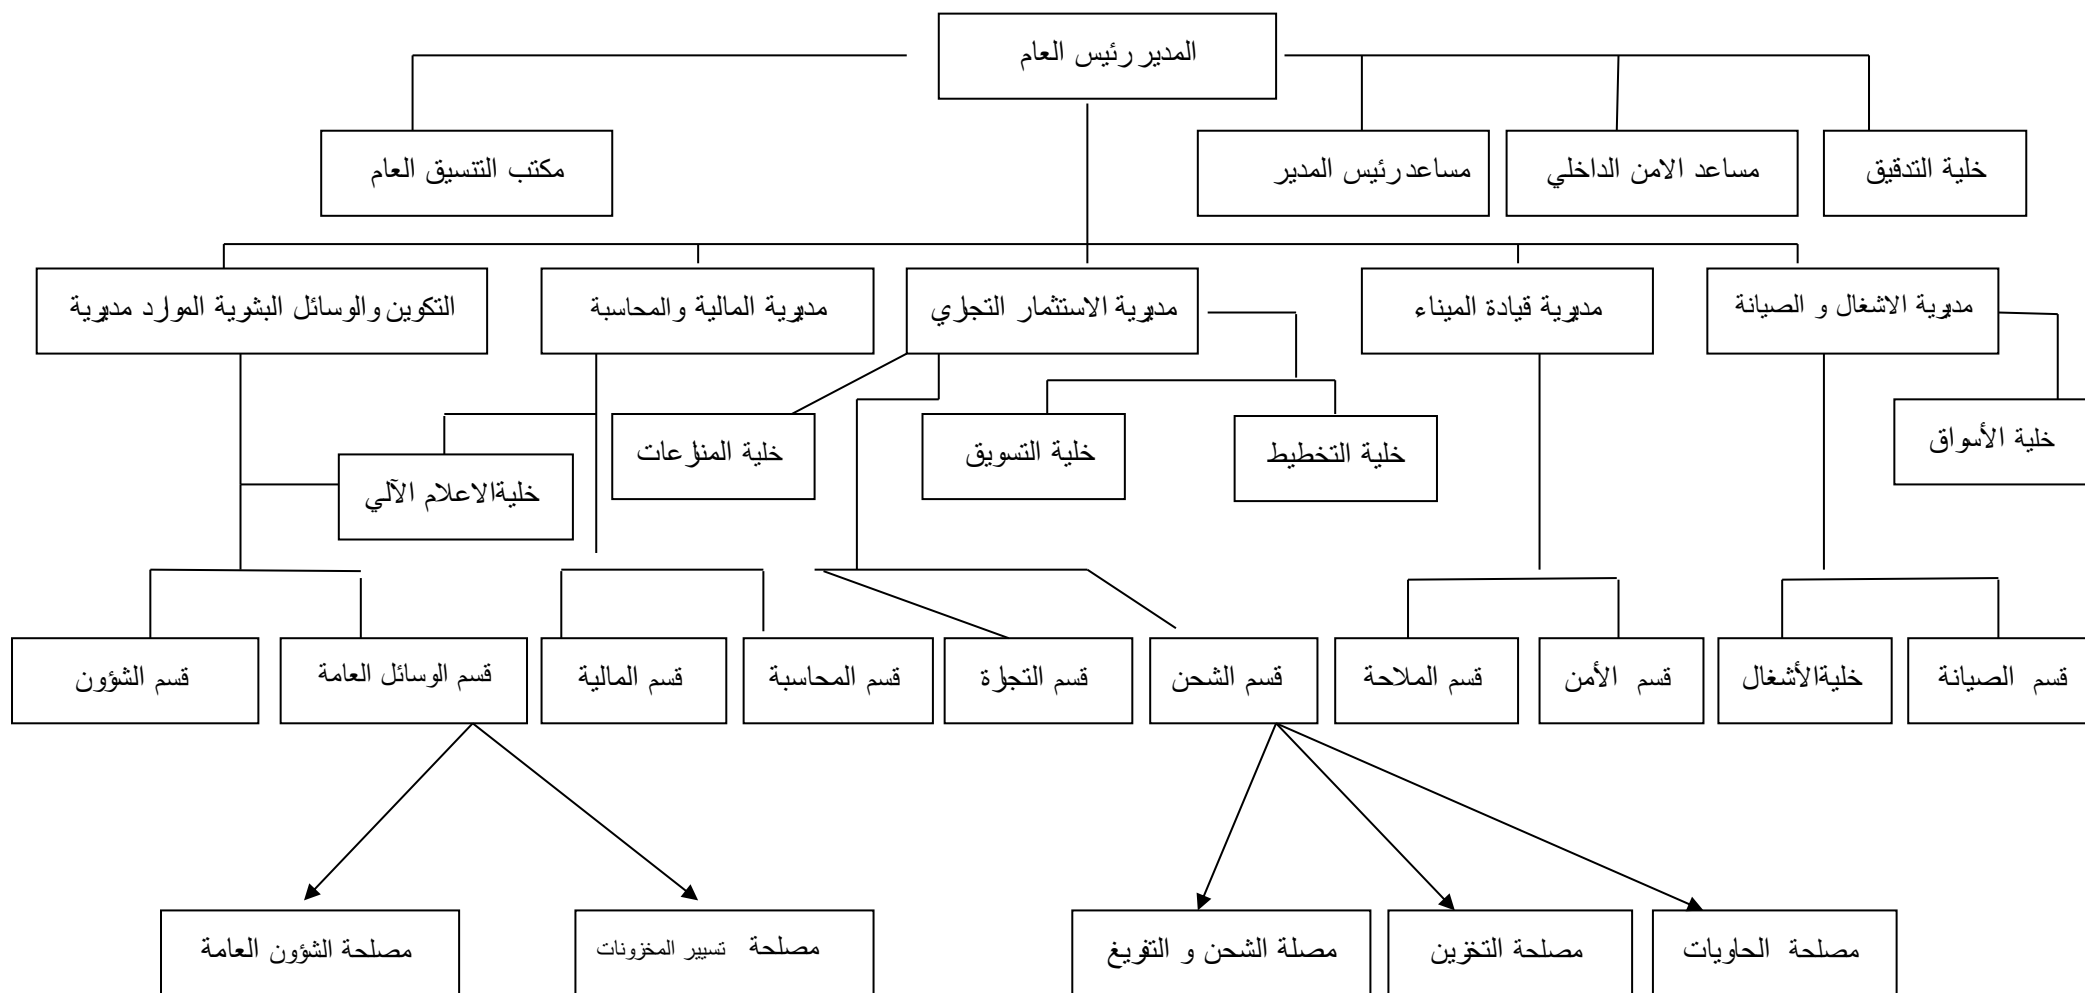 المدير رئيس العام
خلية التدقيق
مساعد الامن الداخلي
مساعد رئيس المدير
مكتب التنسيق العام
مديرية الاشغال و الصيانة
مديرية قيادة الميناء
مديرية الاستثمار التجاري
مديرية المالية والمحاسبة
التكوين والوسائل البشرية الموارد مديرية
خلية الأسواق
خلية التخطيط
خلية التسويق
خلية المنازعات
خليةالاعلام الآلي
قسم الصيانة
خليةالأشغال
قسم الأمن
قسم الملاحة
قسم الشحن
قسم التجارة
قسم المحاسبة
قسم المالية
قسم الوسائل العامة
قسم الشؤون
مصلحة الحاويات
مصلحة التخزين
مصلة الشحن و التفريغ
مصلحة تسيير المخزونات
مصلحة الشؤون العامة